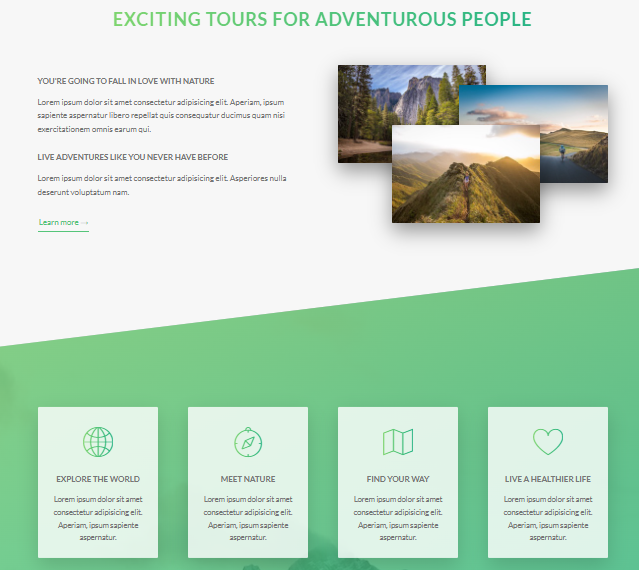 EXCITING TOURS FOR ADVENTUROUS PEOPLE
YOU'RE GOING TO FALL IN LOVE WITH NATURE
Lorem ipsum dolor sit amet consectetur adipisicing elit. Aperiam, ipsum
sapiente aspernatur libero repellat quis consequatur ducimus quam nisi
exercitationem omnis earum qui.
LIVE ADVENTURES LIKE YOU NEVER HAVE BEFORE
Lorem ipsum dolor sit amet consectetur adipisicing elit. Asperiores nulla
deserunt voluptatum nam.
Learn more →
EXPLORE THE WORLD
Lorem ipsum dolor sit amet
consectetur adipisicing elit.
Aperiam, ipsum sapiente
aspernatur.
MEET NATURE
Lorem ipsum dolor sit amet
consectetur adipisicing elit.
Aperiam, ipsum sapiente
aspernatur.
FIND YOUR WAY
Lorem ipsum dolor sit amet
consectetur adipisicing elit.
Aperiam, ipsum sapiente
aspernatur.
LIVE A HEALTHIER LIFE
Lorem ipsum dolor sit amet
consectetur adipisicing elit.
Aperiam, ipsum sapiente
aspernatur.